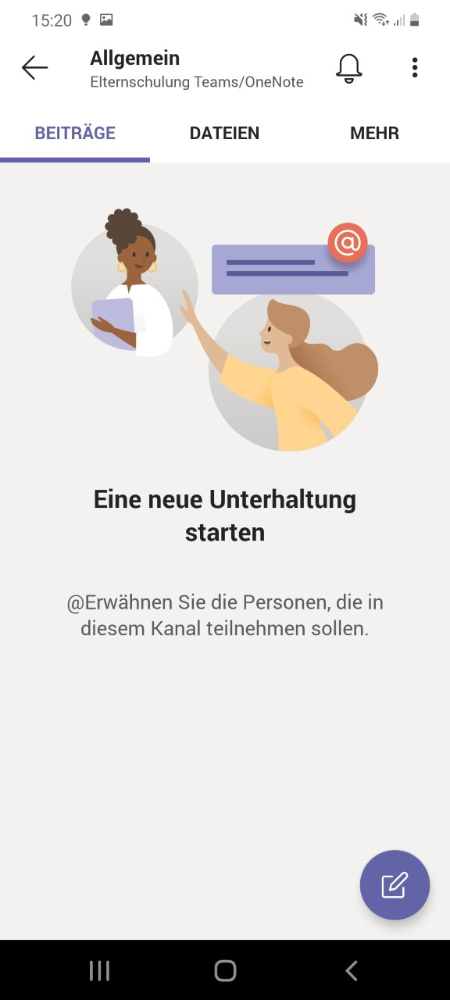 15:20
Allgemein
Elternschulung Teams/OneNote
BEITRÄGE DATEIEN MEHR
@
Eine neue Unterhaltung
starten
@Erwähnen Sie die Personen, die in
diesem Kanal teilnehmen sollen.